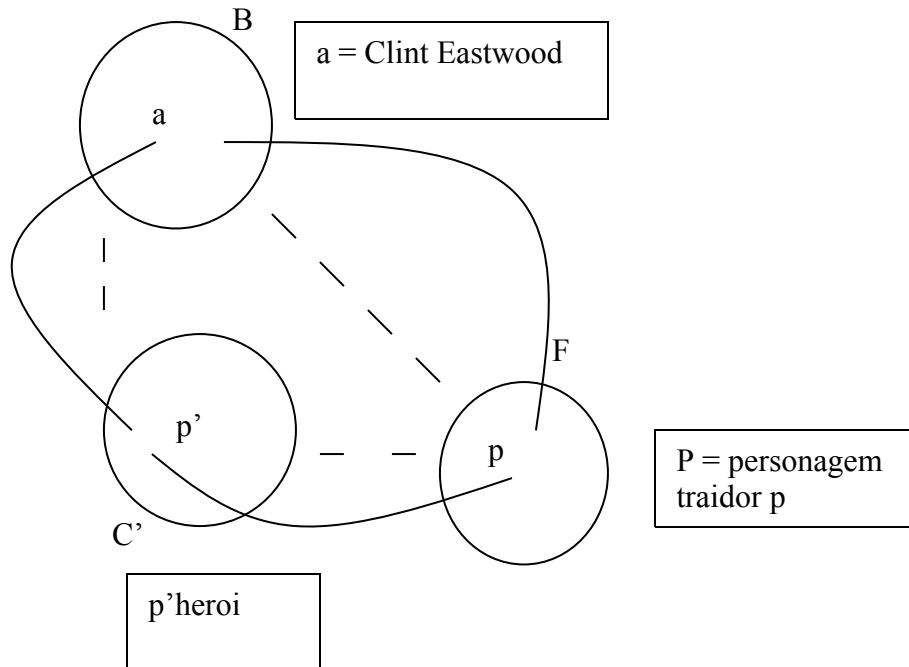 B
a = Clint Eastwood
a
F
p’
p
P = personagem
traidor p
C’
p’heroi